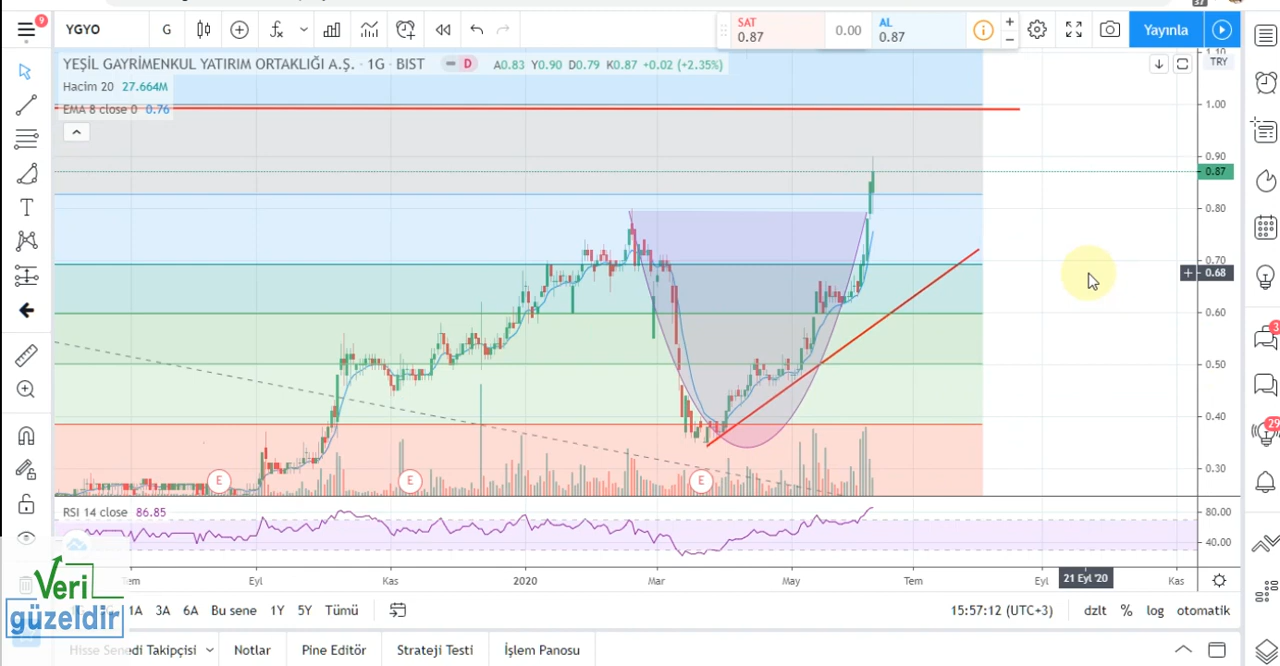 9
YGYO
G
SAT
0.87
0.00
AL
0.87
Yayınla
YEŞİL GAYRİMENKUL YATIRIM ORTAKLIĞI A.Ş. · 1G · BIST
D
A0.83 Y0.90 D0.79 K0.87 +0.02 (+2.35%)
Hacim 20 27.664M
EMA 8 close 0 0.76
1.10
TRY
1.00
0.90
0.87
0.80
0.70
0.68
0.60
0.50
0.40
0.30
E
E
E
RSI 14 close 86.85
80.00
40.00
Eyl
Kas
2020
Mar
May
Tem
Eyl
21 Eyl '20
Kas
Veri
güzeldir
1A 3A 6A Bu sene 1Y 5Y Tümü
15:57:12 (UTC+3)
dzlt % log otomatik
Hisse Senedi Takipçisi
Notlar
Pine Editör
Strateji Testi
İşlem Panosu
3
29